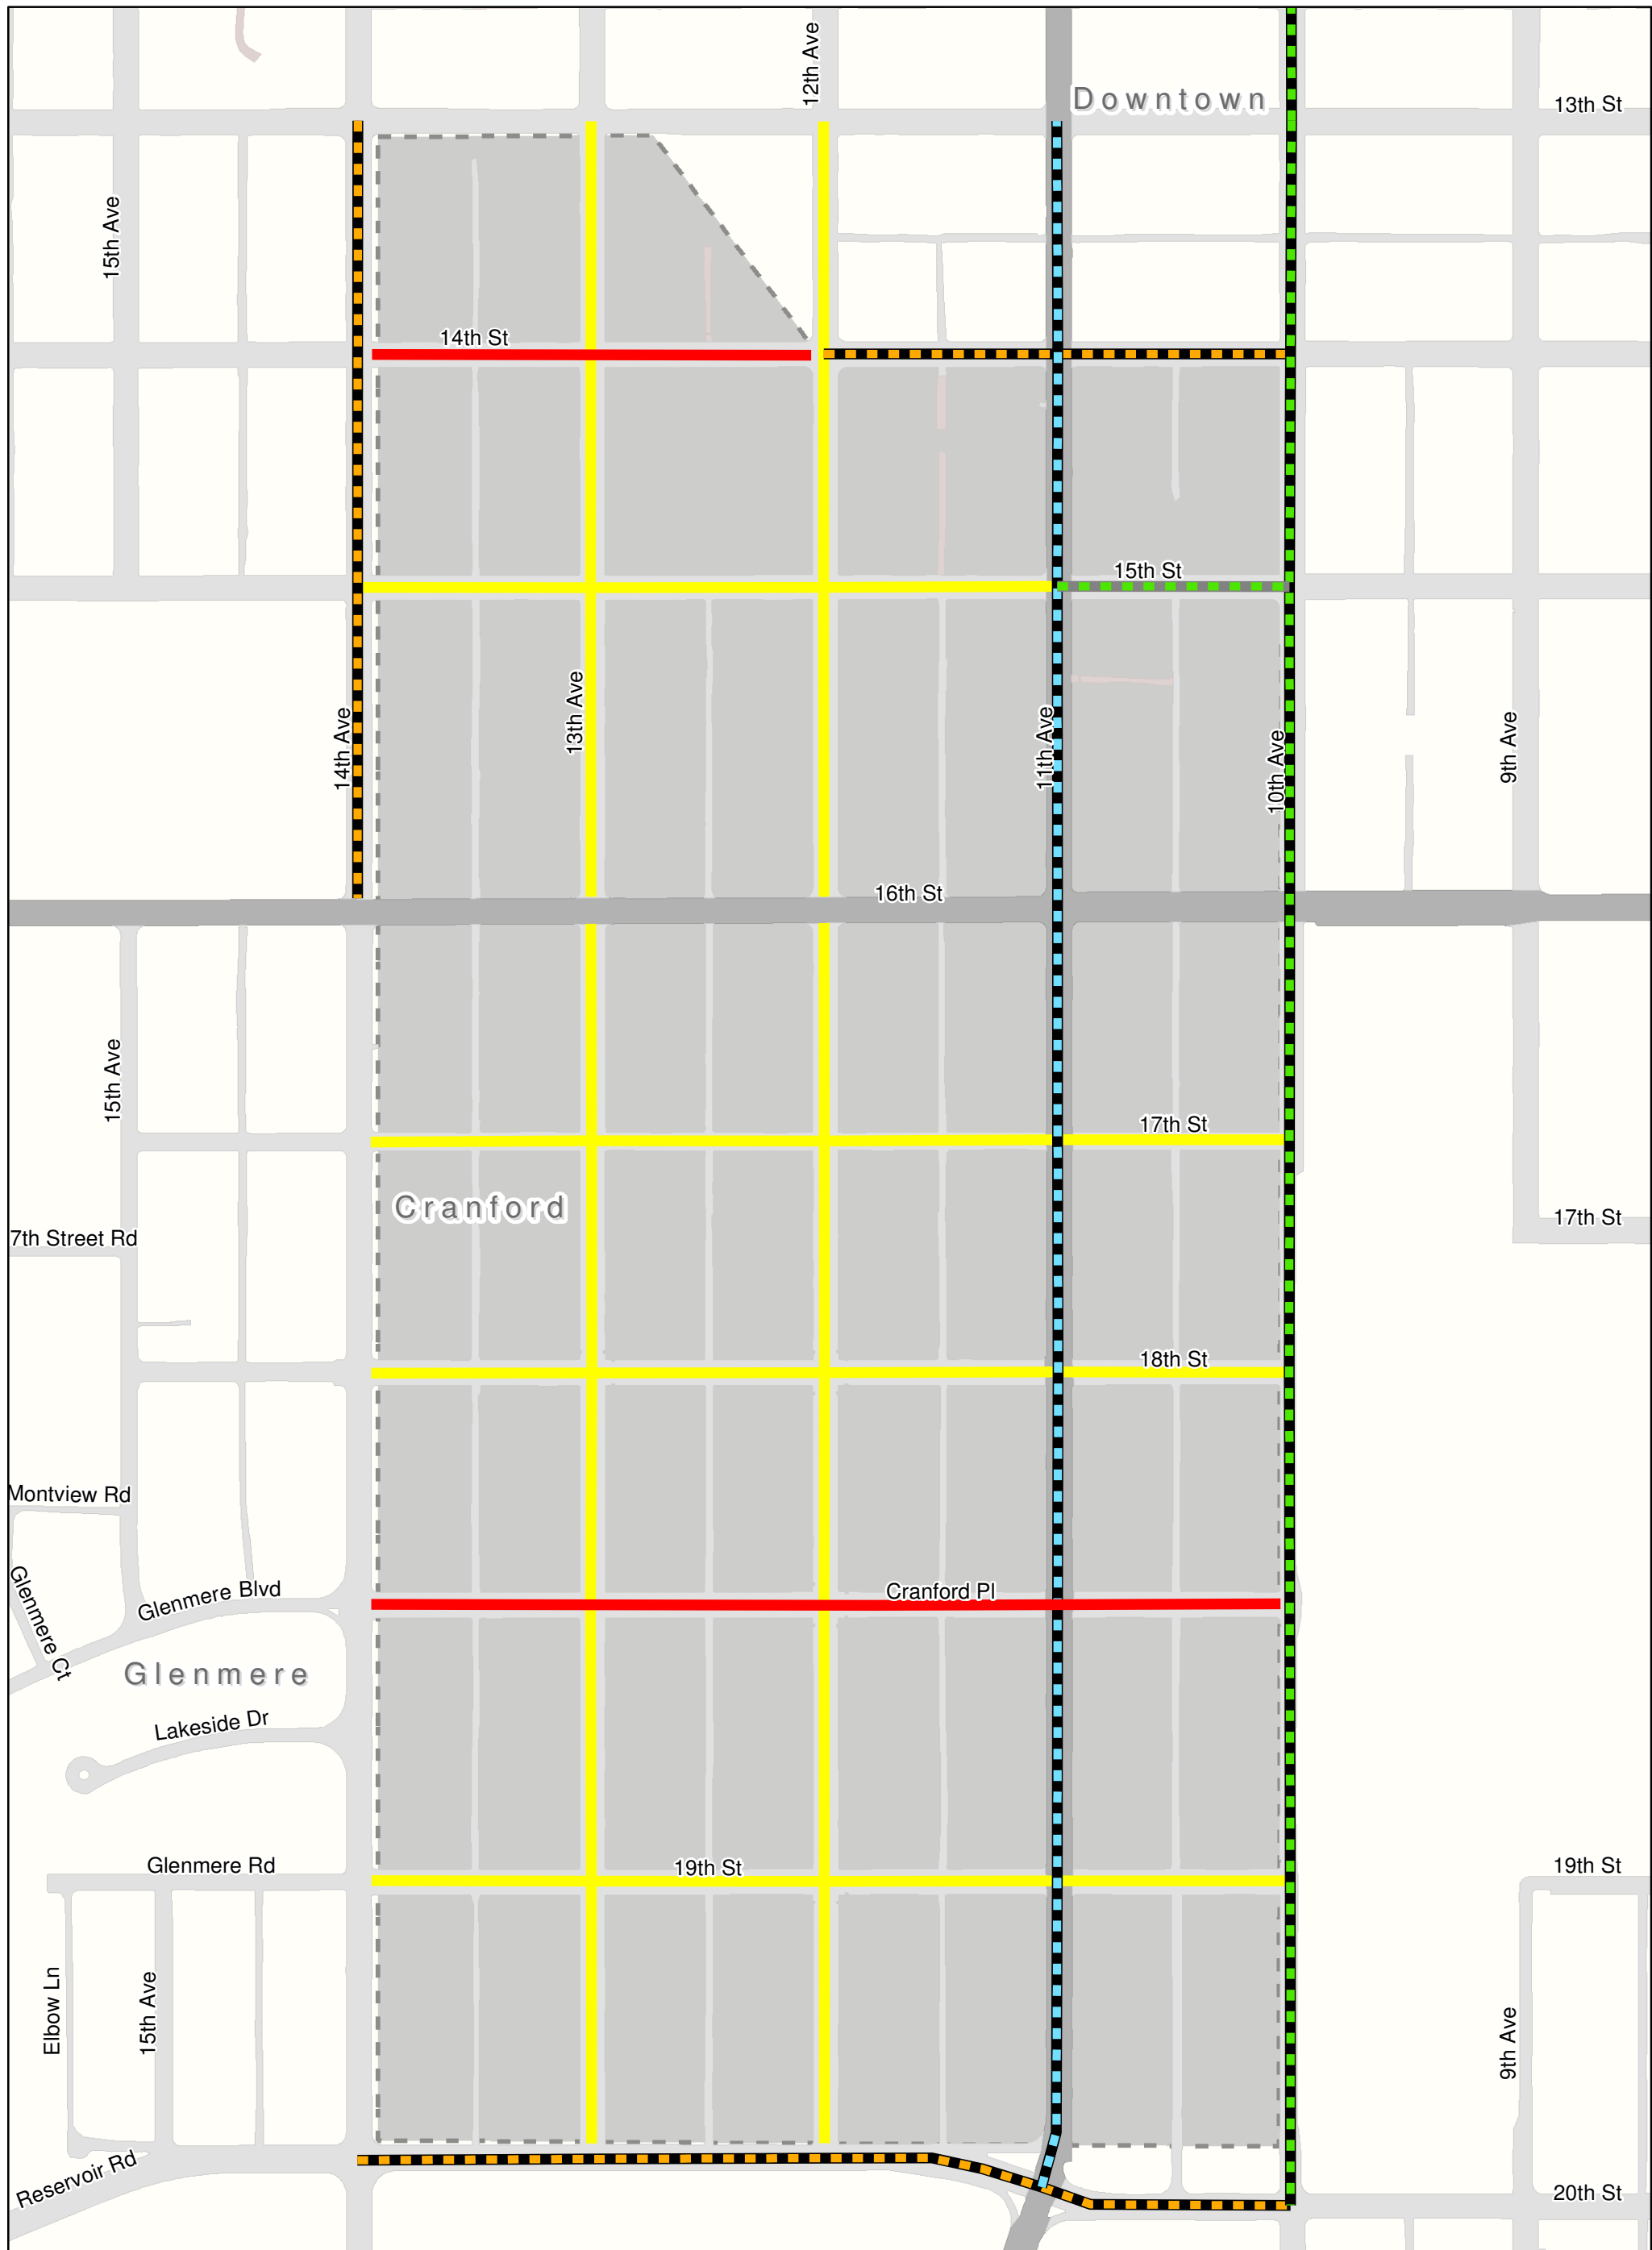 12th Ave
Downtown
13th St
15th Ave
14th St
15th St
14th Ave
13th Ave
11th Ave
10th Ave
9th Ave
16th St
15th Ave
17th St
Cranford
7th Street Rd
17th St
18th St
Montview Rd
Glenmere Ct
Glenmere Blvd
Cranford Pl
Glenmere
Lakeside Dr
Glenmere Rd
19th St
19th St
Elbow Ln
15th Ave
9th Ave
Reservoir Rd
20th St